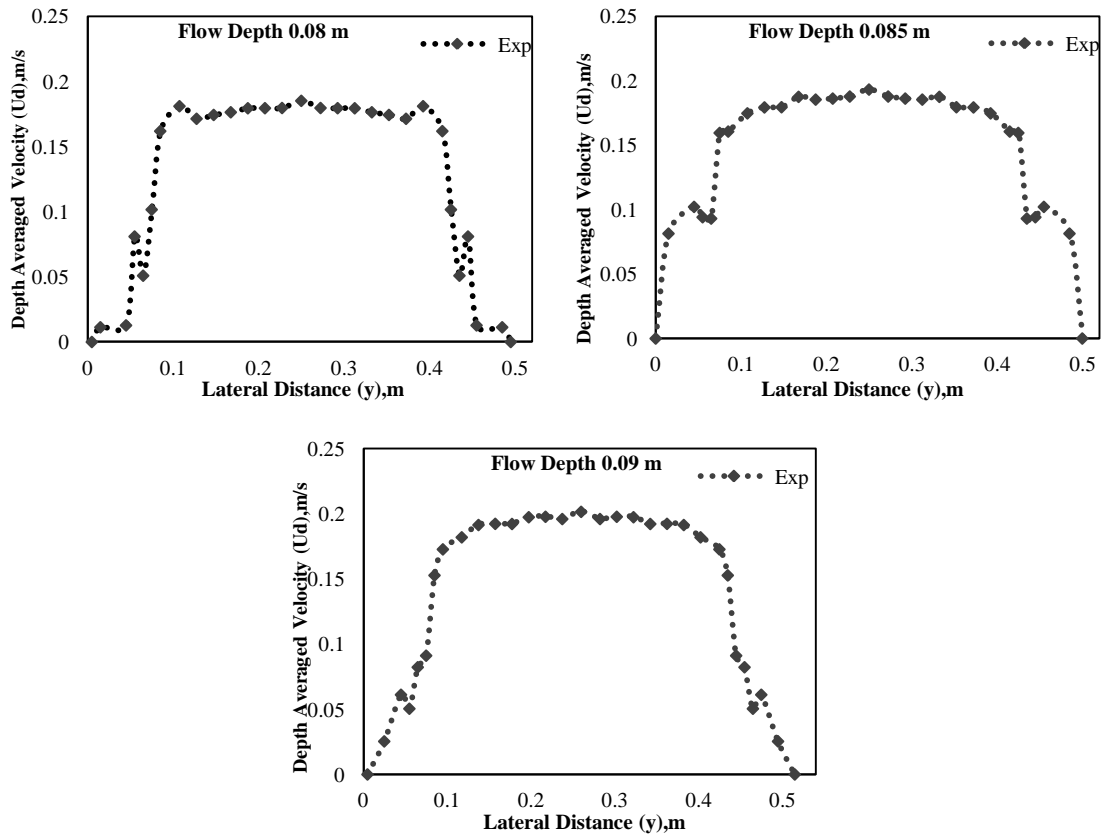 Flow Depth 0.08 m
Exp
0.25
0.2
0.15
0.1
0.05
0
0 0.1 0.2 0.3 0.4 0.5
Depth Averaged Velocity (Ud),m/s
Lateral Distance (y),m
Flow Depth 0.085 m
Exp
0.25
0.2
0.15
0.1
0.05
0
0 0.1 0.2 0.3 0.4 0.5
Depth Averaged Velocity (Ud),m/s
Lateral Distance (y),m
Flow Depth 0.09 m
Exp
0.25
0.2
0.15
0.1
0.05
0
0 0.1 0.2 0.3 0.4 0.5
Depth Averaged Velocity (Ud),m/s
Lateral Distance (y),m